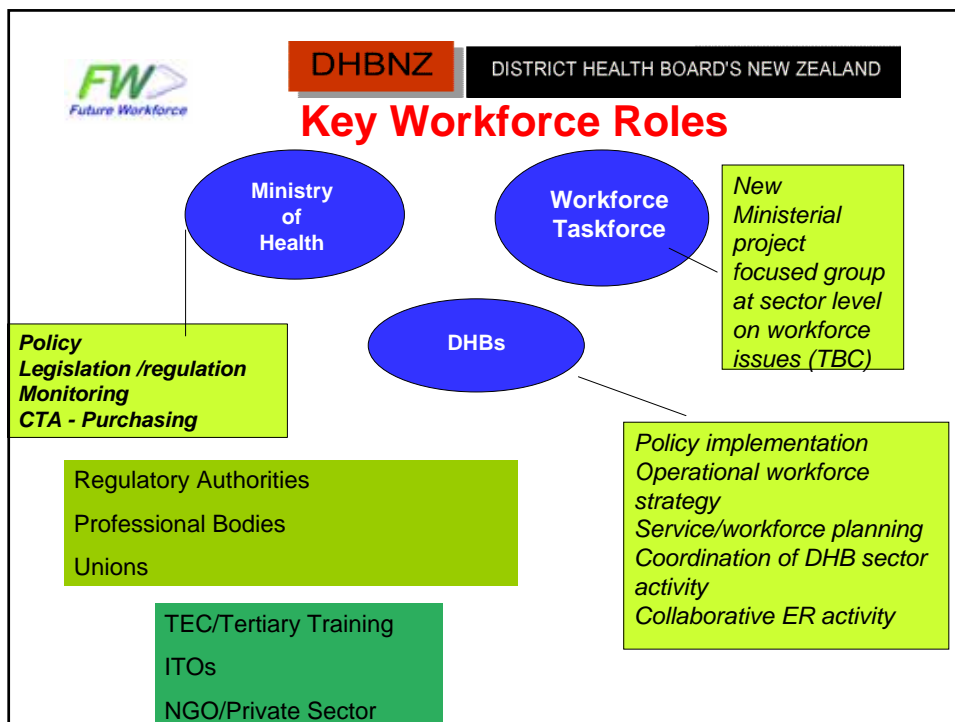 FW
Future Workforce
DHBNZ
DISTRICT HEALTH BOARD'S NEW ZEALAND
Key Workforce Roles
Ministry
of
Health
Workforce
Taskforce
New
Ministerial
project
focused group
at sector level
on workforce
issues (TBC)
DHBs
Policy
Legislation /regulation
Monitoring
CTA - Purchasing
Policy implementation
Operational workforce
strategy
Service/workforce planning
Coordination of DHB sector
activity
Collaborative ER activity
Regulatory Authorities
Professional Bodies
Unions
TEC/Tertiary Training
ITOs
NGO/Private Sector